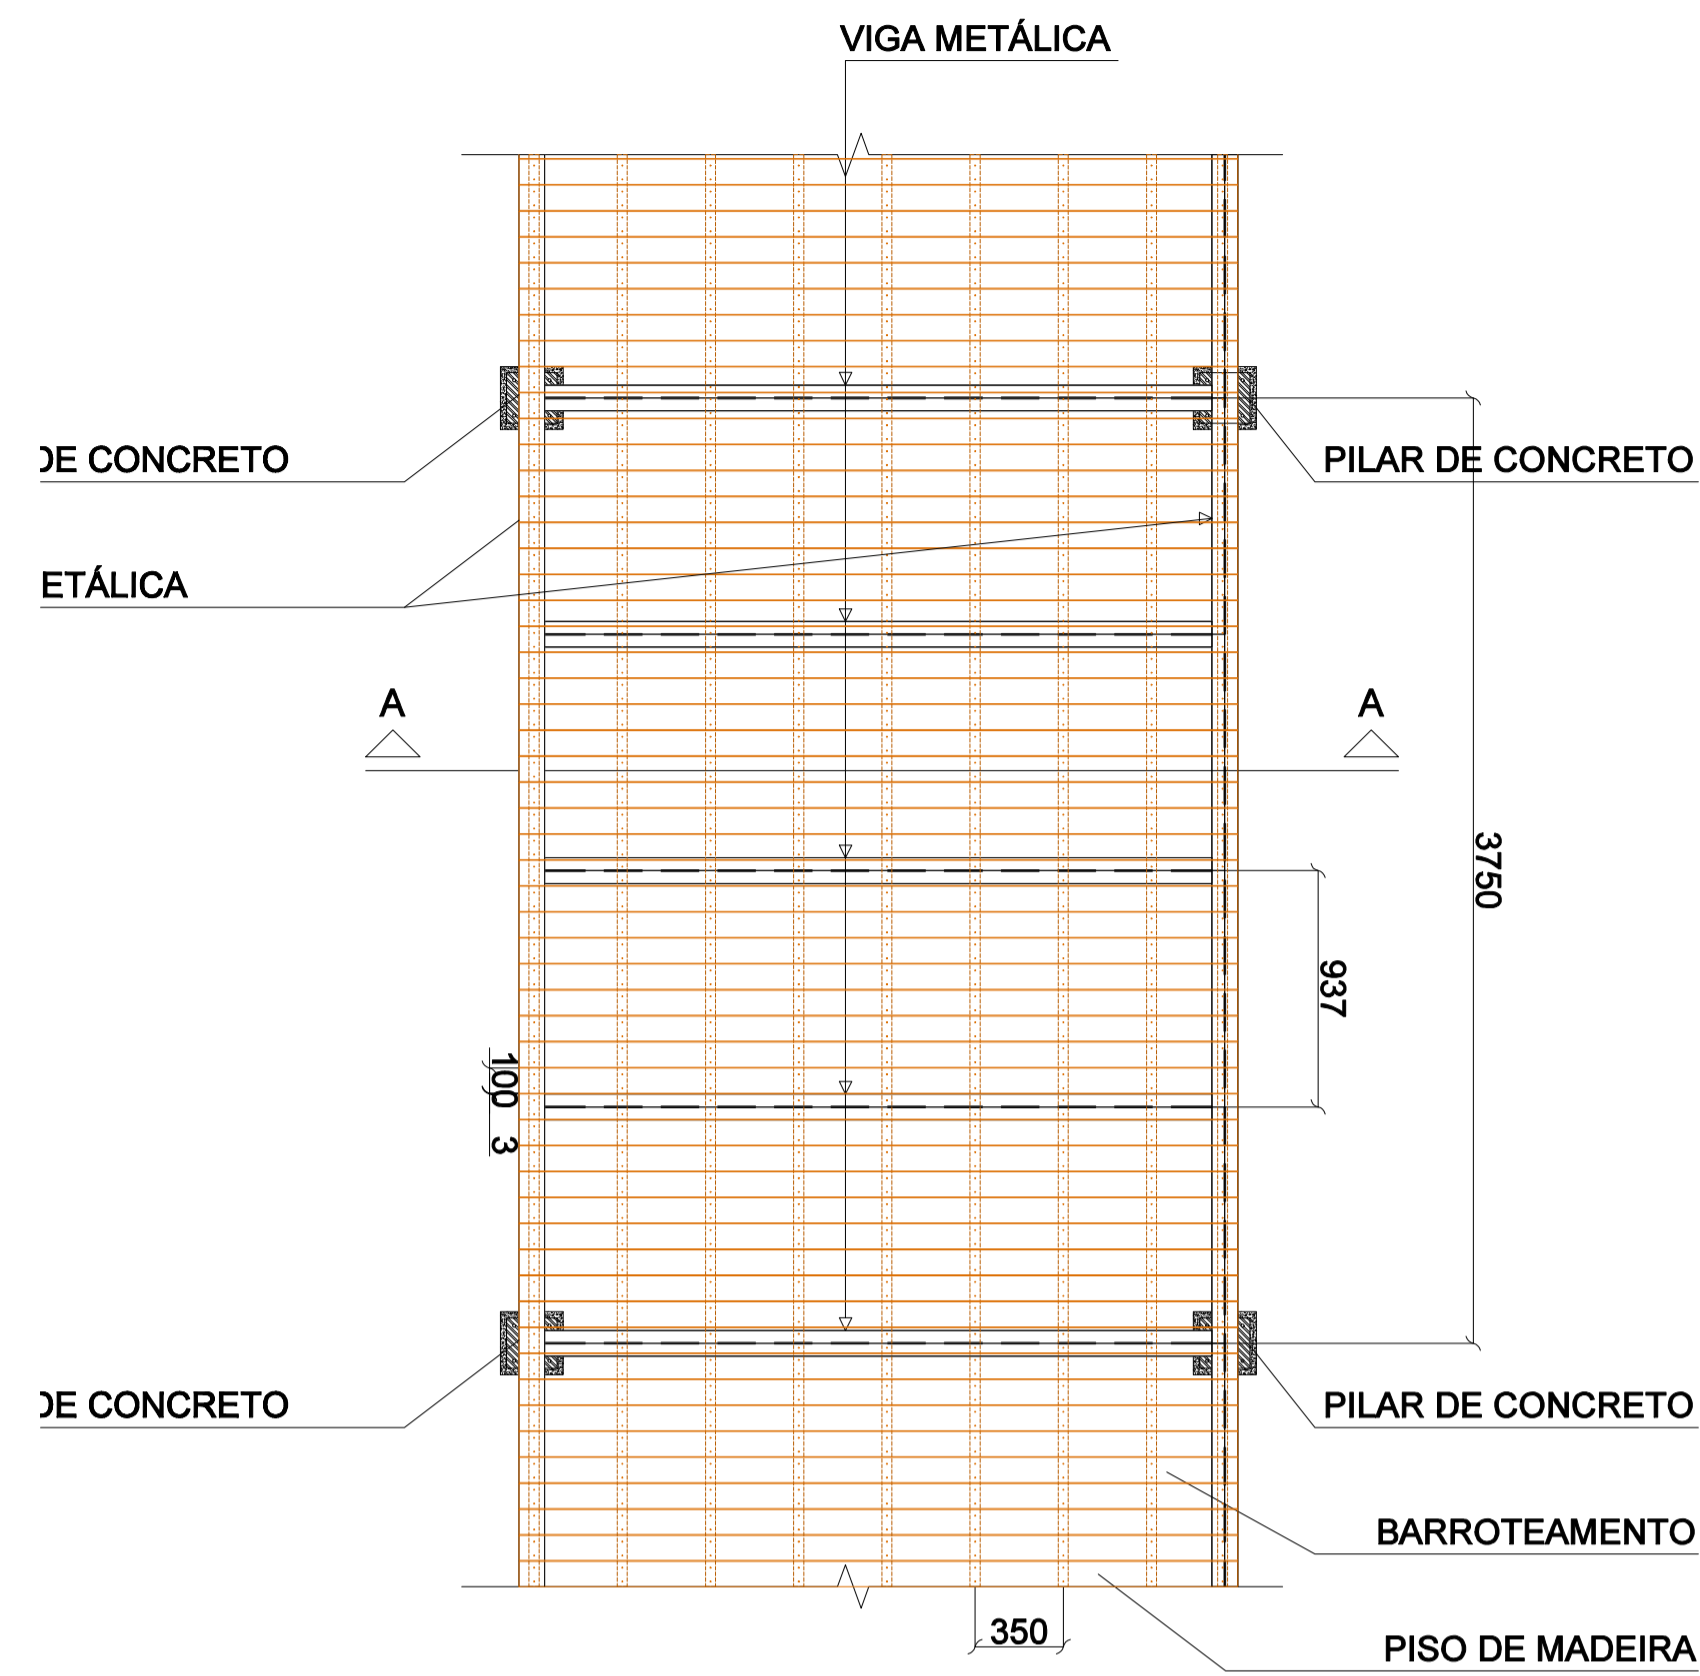 VIGA METÁLICA
DE CONCRETO
PILAR DE CONCRETO
ETÁLICA
A
A
3750
937
100
3
DE CONCRETO
PILAR DE CONCRETO
BARROTEAMENTO
350
PISO DE MADEIRA